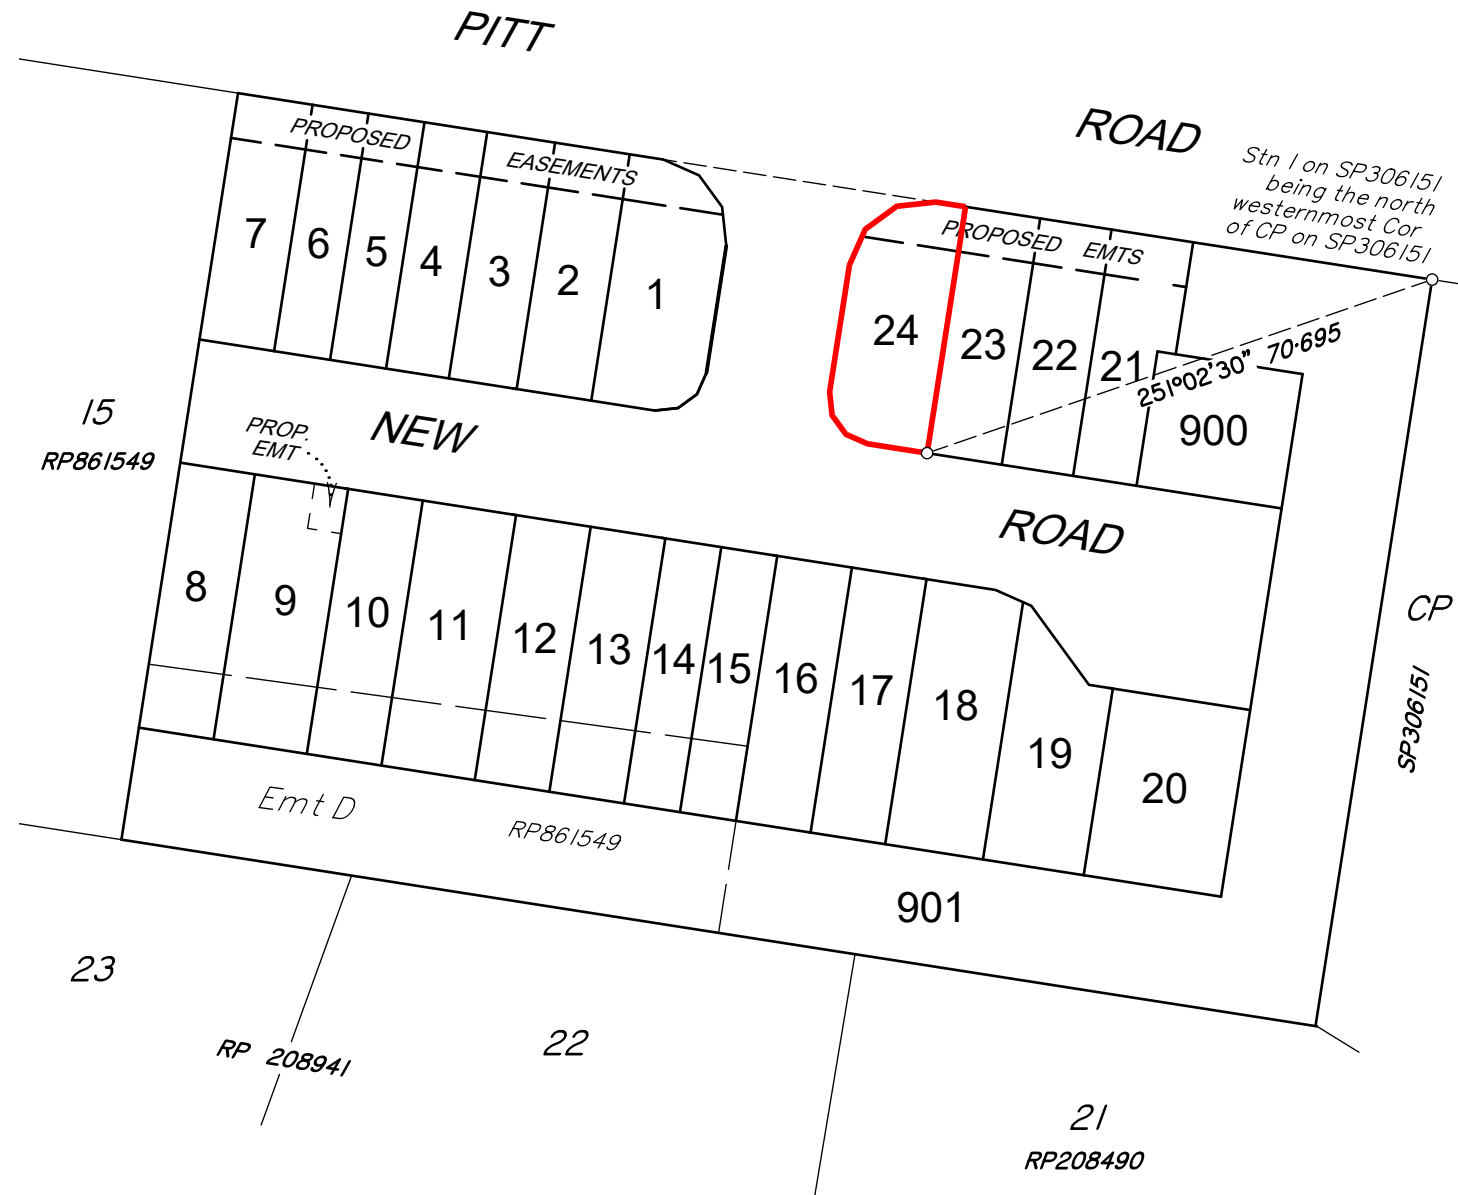 PITT
ROAD
Stn 1 on SP306151
being the north
westernmost Cor
of CP on SP306151
PROPOSED
EASEMENTS
PROPOSED EMTS
7
6
5
4
3
2
1
24
23
22
21
251°02'30" 70·695
900
15
RP861549
PROP.
EMT
NEW
ROAD
8
9
10
11
12
13
14
15
16
17
18
19
20
CP
SP306151
Emt D
RP861549
901
23
RP 208941
22
21
RP208490